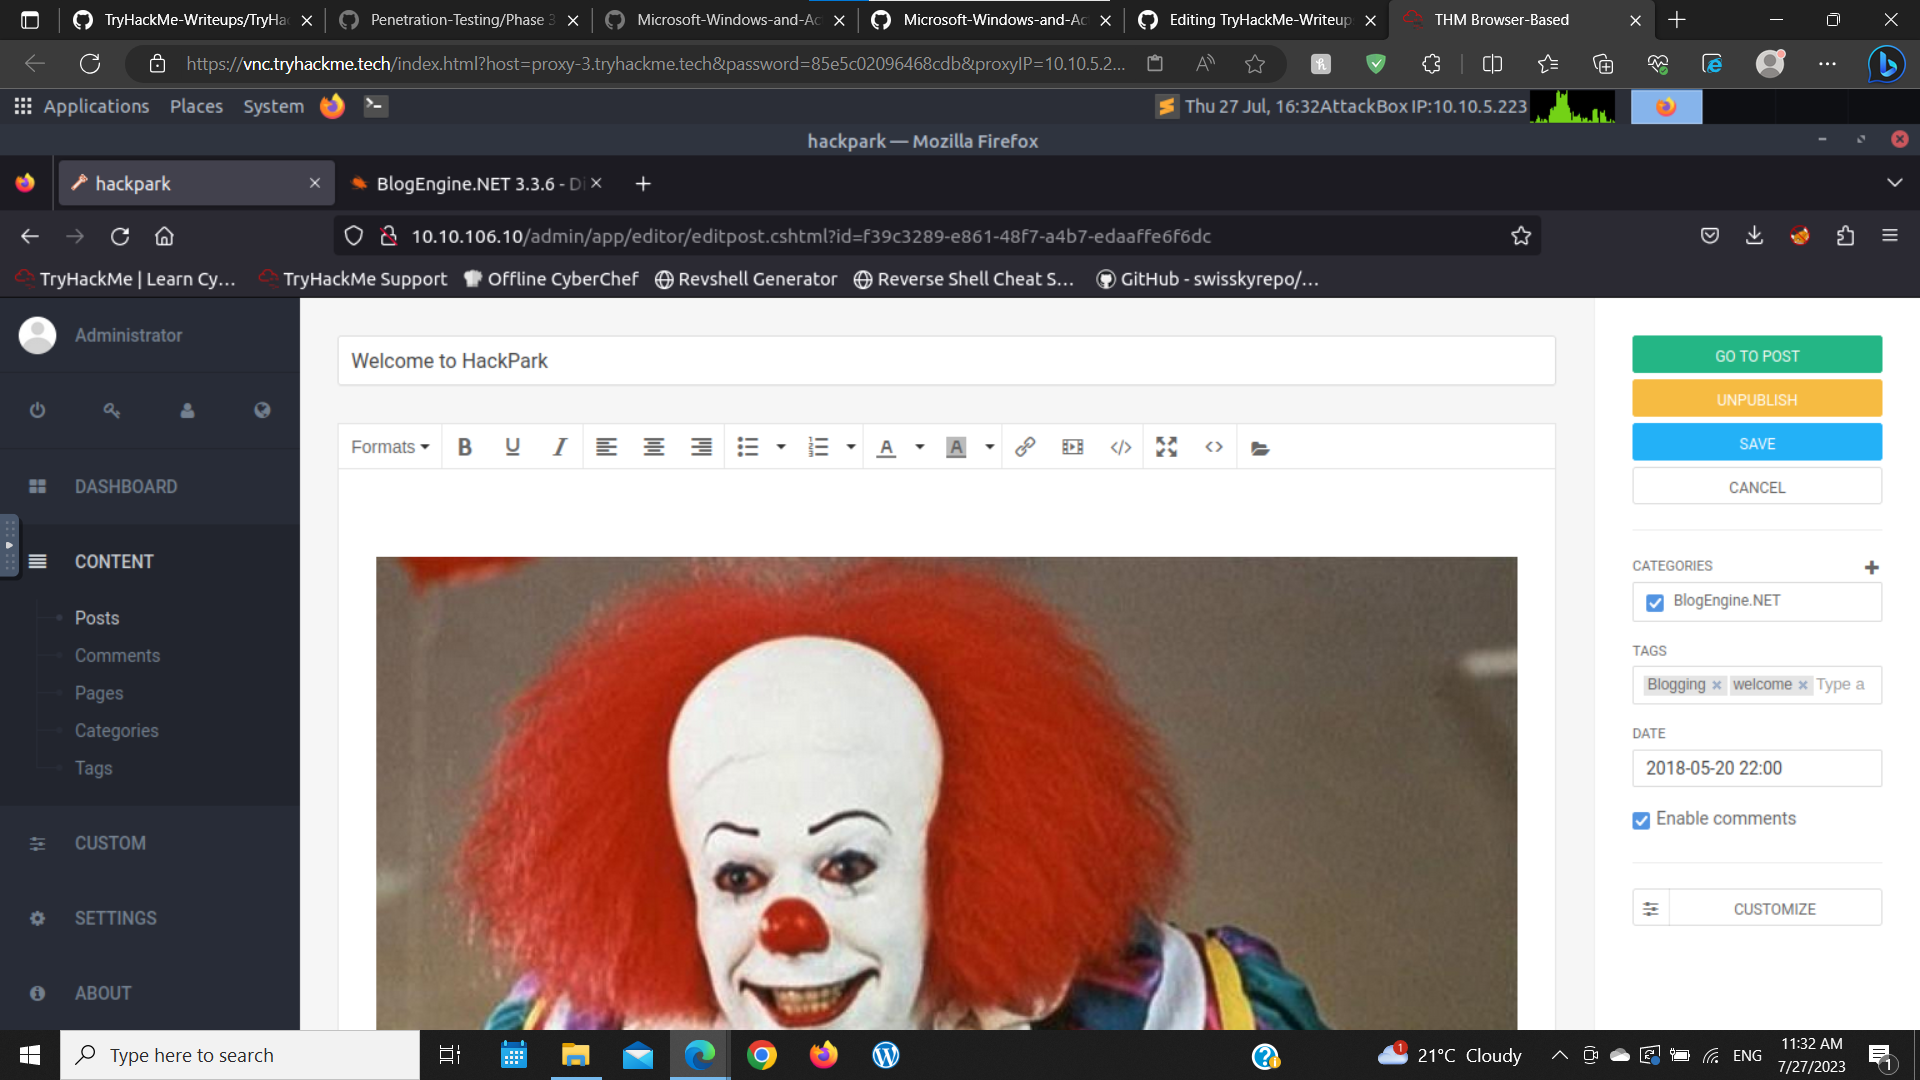 TryHackMe-Writeups/TryHa
Penetration-Testing/Phase 3
Microsoft-Windows-and-Ac
Microsoft-Windows-and-Ac
Editing TryHackMe-Writeup
THM Browser-Based
https://vnc.tryhackme.tech/index.html?host=proxy-3.tryhackme.tech&password=85e5c02096468cdb&proxyIP=10.10.5.2...
Applications Places System
Thu 27 Jul, 16:32AttackBox IP:10.10.5.223
hackpark — Mozilla Firefox
hackpark
BlogEngine.NET 3.3.6 - Di
10.10.106.10/admin/app/editor/editpost.cshtml?id=f39c3289-e861-48f7-a4b7-edaaffe6f6dc
TryHackMe | Learn Cy... TryHackMe Support Offline CyberChef Revshell Generator Reverse Shell Cheat S... GitHub - swisskyrepo/...
Administrator
DASHBOARD
CONTENT
Posts
Comments
Pages
Categories
Tags
CUSTOM
SETTINGS
ABOUT
Welcome to HackPark
Formats B U I A A
GO TO POST
UNPUBLISH
SAVE
CANCEL
CATEGORIES
BlogEngine.NET
TAGS
Blogging welcome Type a
DATE
2018-05-20 22:00
Enable comments
CUSTOMIZE
Type here to search
1
21°C Cloudy
ENG
11:32 AM
7/27/2023
1